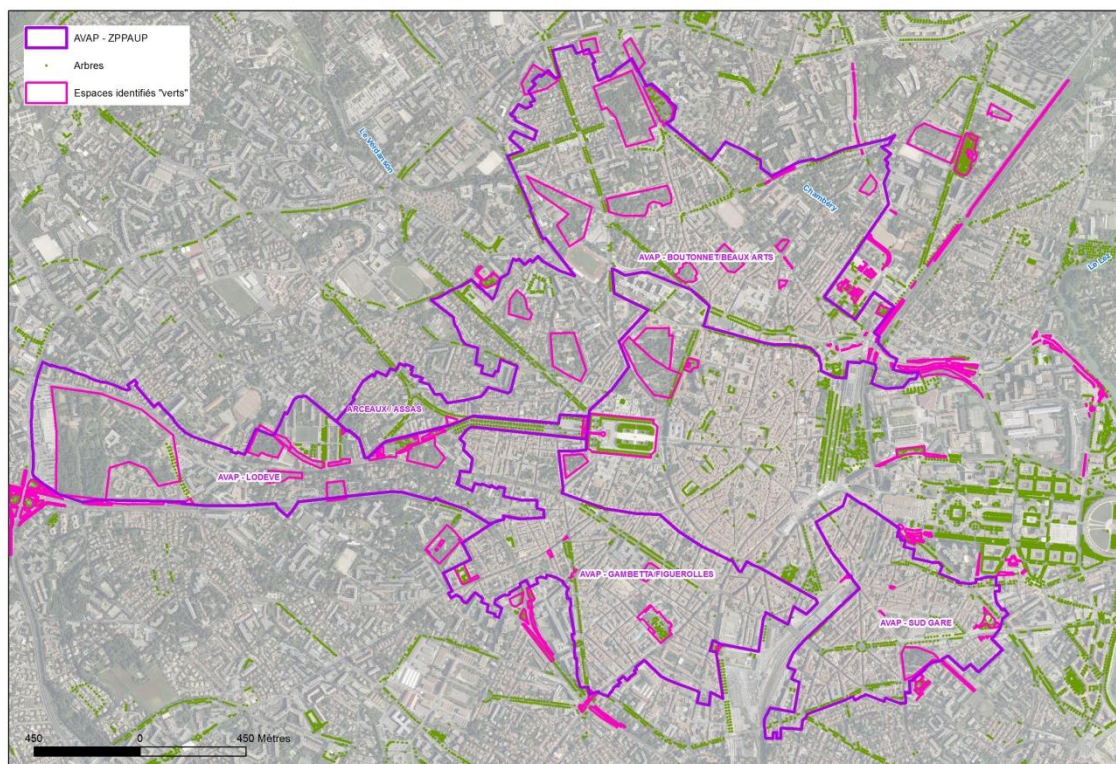 AVAP - ZPPAUP
Arbres
Espaces identifiés "verts"
Le Verdanson
Chambéry
Le Lez
AVAP - BOUTONNET/BEAUX ARTS
ARCEAUX / ASSAS
AVAP - LODEVE
AVAP - GAMBETTA/FIGUEROLLES
AVAP - SUD GARE
450 0 450 Mètres